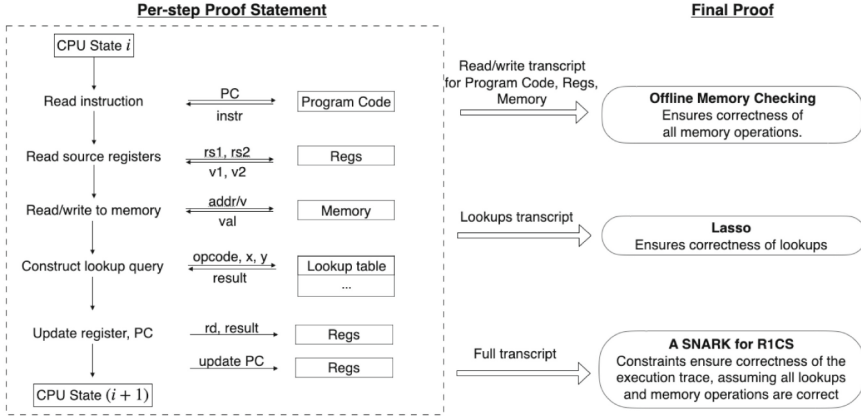 Per-step Proof Statement
Final Proof
CPU State i
Read instruction
PC
instr
Program Code
Read source registers
rs1, rs2
v1, v2
Regs
Read/write to memory
addr/v
val
Memory
Construct lookup query
opcode, x, y
result
Lookup table
...
Update register, PC
rd, result
Regs
update PC
Regs
CPU State (i + 1)
Read/write transcript
for Program Code, Regs,
Memory
Offline Memory Checking
Ensures correctness of
all memory operations.
Lookups transcript
Lasso
Ensures correctness of lookups
Full transcript
A SNARK for R1CS
Constraints ensure correctness of the
execution trace, assuming all lookups
and memory operations are correct